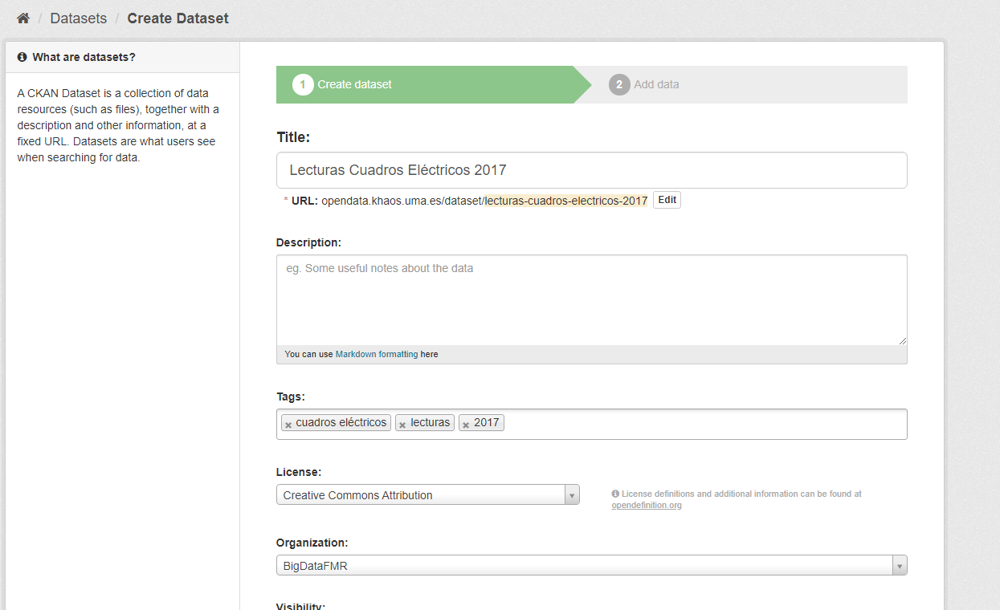 / Datasets / Create Dataset
What are datasets?
A CKAN Dataset is a collection of data
resources (such as files), together with a
description and other information, at a
fixed URL. Datasets are what users see
when searching for data.
1 Create dataset
2 Add data
Title:
Lecturas Cuadros Eléctricos 2017
* URL: opendata.khaos.uma.es/dataset/lecturas-cuadros-electricos-2017 Edit
Description:
eg. Some useful notes about the data
You can use Markdown formatting here
Tags:
cuadros eléctricos lecturas 2017
License:
Creative Commons Attribution
License definitions and additional information can be found at
opendefinition.org
Organization:
BigDataFMR
Visibility: